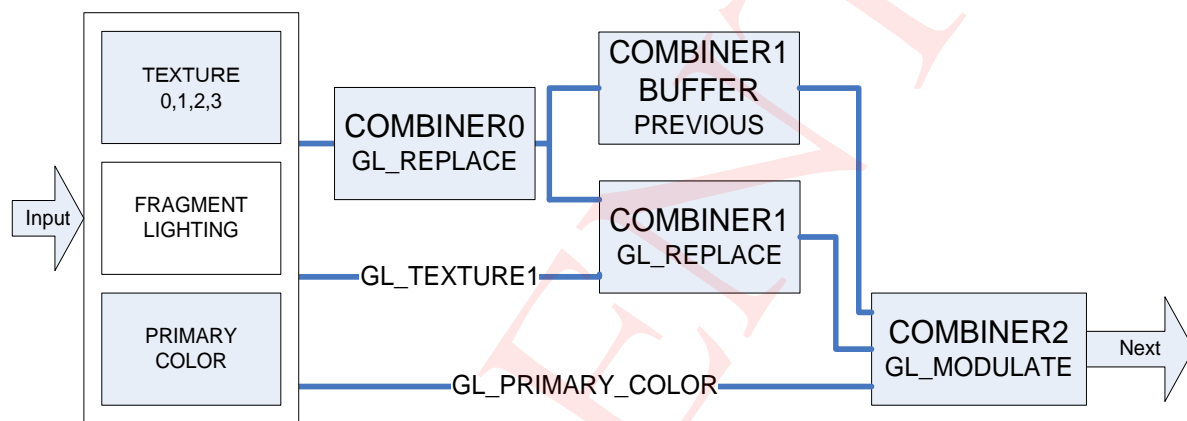 Input
TEXTURE
0,1,2,3
FRAGMENT
LIGHTING
PRIMARY
COLOR
COMBINER0
GL_REPLACE
COMBINER1
BUFFER
PREVIOUS
COMBINER1
GL_REPLACE
GL_TEXTURE1
GL_PRIMARY_COLOR
COMBINER2
GL_MODULATE
Next